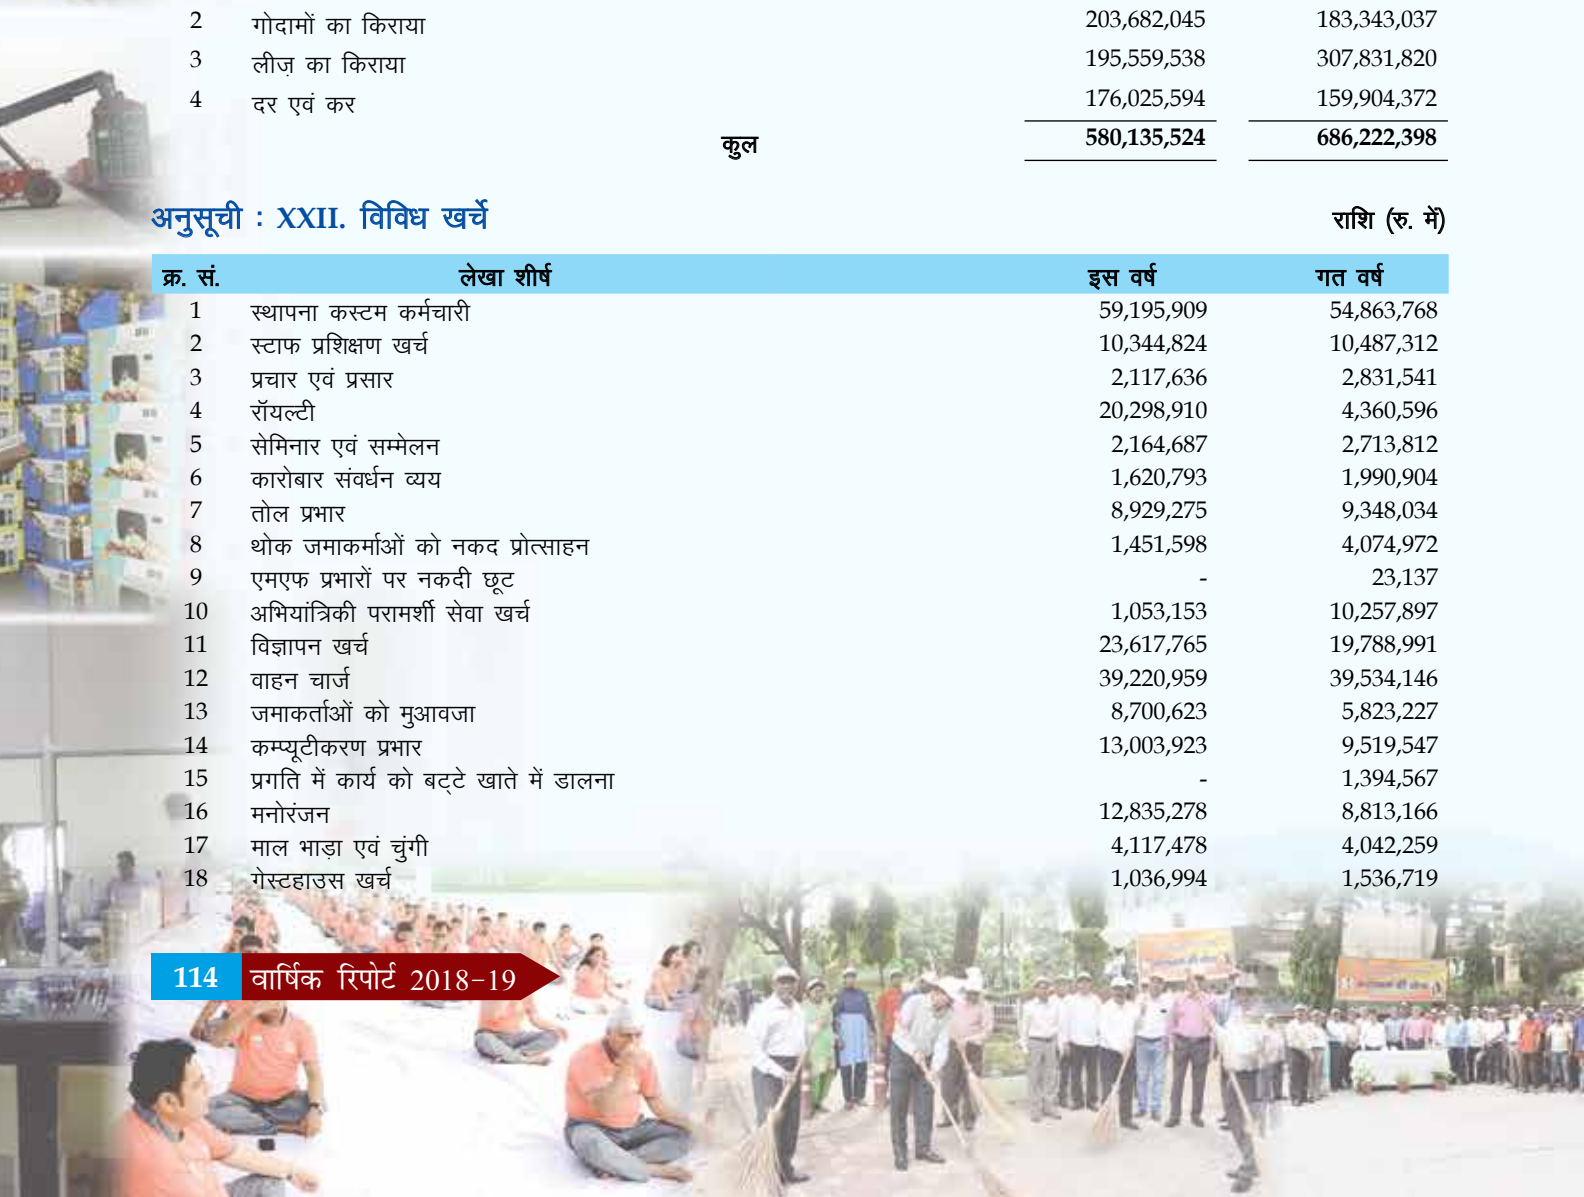 2 गोदामों का किराया 203,682,045 183,343,037
3 लीज़ का किराया 195,559,538 307,831,820
4 दर एवं कर 176,025,594 159,904,372
कुल 580,135,524 686,222,398
अनुसूची : XXII. विविध खर्चे राशि (रु. में)
क्र. सं. लेखा शीर्ष इस वर्ष गत वर्ष
1 स्थापना कस्टम कर्मचारी 59,195,909 54,863,768
2 स्टाफ प्रशिक्षण खर्च 10,344,824 10,487,312
3 प्रचार एवं प्रसार 2,117,636 2,831,541
4 रॉयल्टी 20,298,910 4,360,596
5 सेमिनार एवं सम्मेलन 2,164,687 2,713,812
6 कारोबार संवर्धन व्यय 1,620,793 1,990,904
7 तोल प्रभार 8,929,275 9,348,034
8 थोक जमाकर्माओं को नकद प्रोत्साहन 1,451,598 4,074,972
9 एमएफ प्रभारों पर नकदी छूट - 23,137
10 अभियांत्रिकी परामर्शी सेवा खर्च 1,053,153 10,257,897
11 विज्ञापन खर्च 23,617,765 19,788,991
12 वाहन चार्ज 39,220,959 39,534,146
13 जमाकर्ताओं को मुआवजा 8,700,623 5,823,227
14 कम्प्यूटीकरण प्रभार 13,003,923 9,519,547
15 प्रगति में कार्य को बट्टे खाते में डालना - 1,394,567
16 मनोरंजन 12,835,278 8,813,166
17 माल भाड़ा एवं चुंगी 4,117,478 4,042,259
18 गेस्टहाउस खर्च 1,036,994 1,536,719
114 वार्षिक रिपोर्ट 2018-19